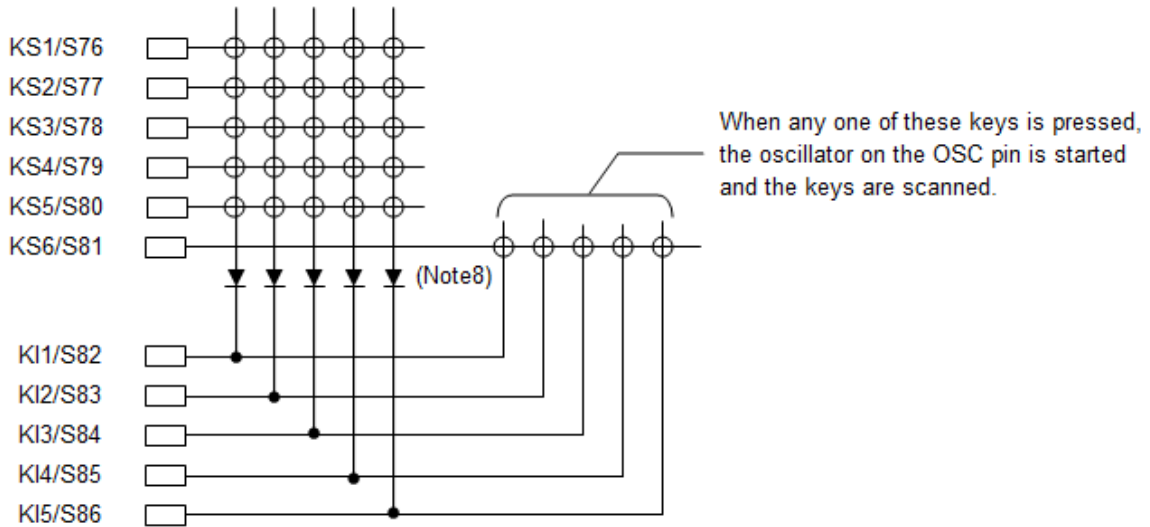 KS1/S76
KS2/S77
KS3/S78
KS4/S79
KS5/S80
KS6/S81
When any one of these keys is pressed,
the oscillator on the OSC pin is started
and the keys are scanned.
(Note8)
KI1/S82
KI2/S83
KI3/S84
KI4/S85
KI5/S86